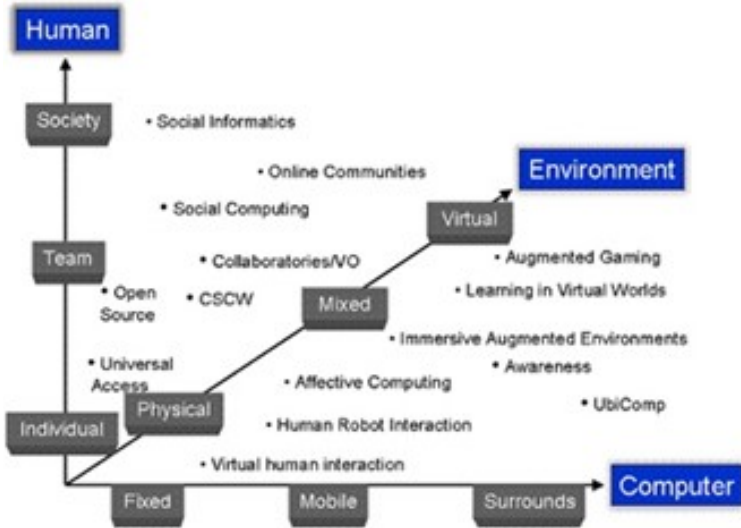 Human
Society
• Social Informatics
• Online Communities
Environment
• Social Computing
Virtual
Team
• Collaboratories/VO
• Augmented Gaming
• Open
Source
• CSCW
Mixed
• Learning in Virtual Worlds
• Immersive Augmented Environments
• Universal
Access
• Awareness
• Affective Computing
Physical
• UbiComp
Individual
• Human Robot Interaction
• Virtual human interaction
Computer
Fixed
Mobile
Surrounds